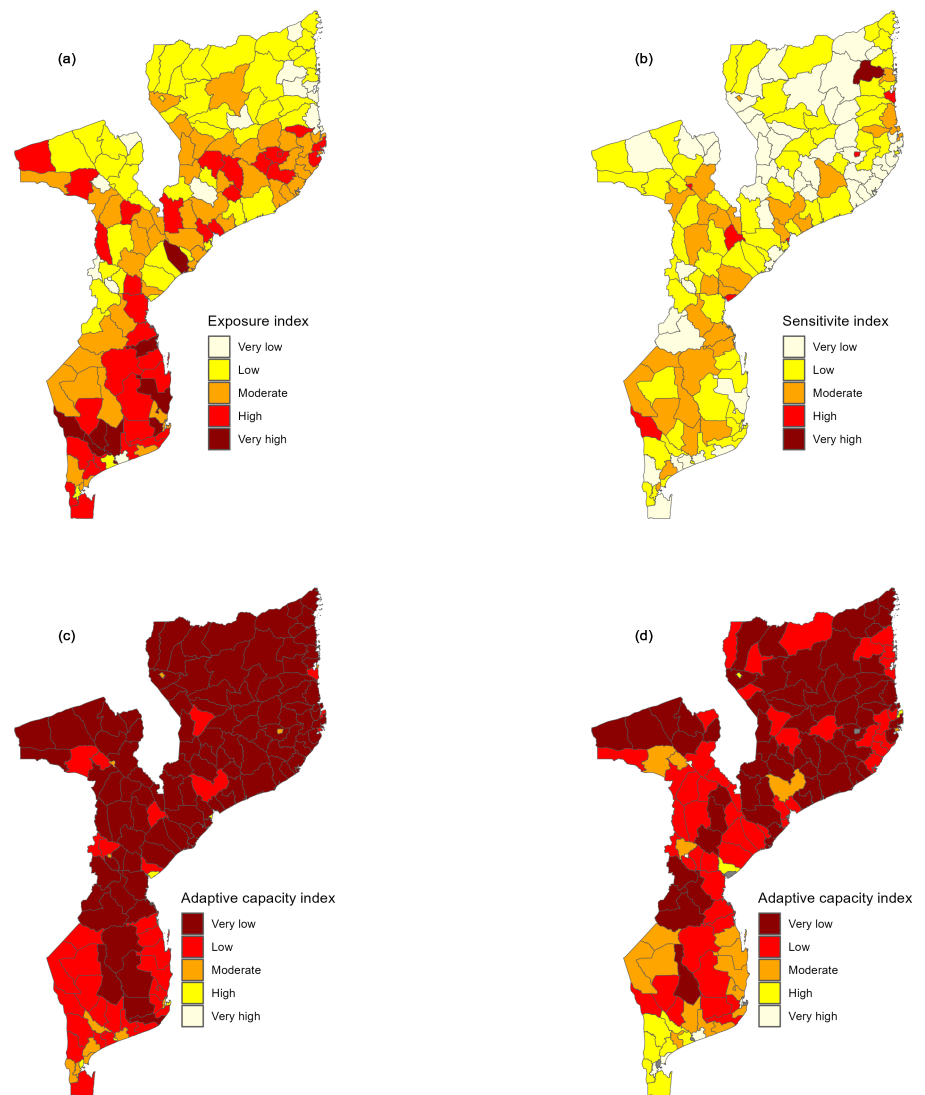 (a)
Exposure index
Very low
Low
Moderate
High
Very high
(b)
Sensitivite index
Very low
Low
Moderate
High
Very high
(c)
Adaptive capacity index
Very low
Low
Moderate
High
Very high
(d)
Adaptive capacity index
Very low
Low
Moderate
High
Very high